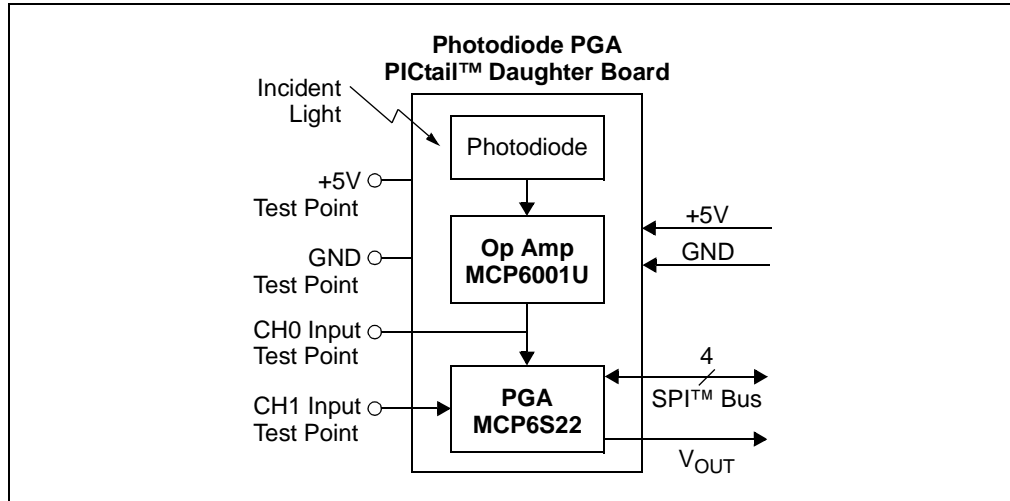 Photodiode PGA
PICtail™ Daughter Board
Incident
Light
Photodiode
+5V
Test Point
+5V
Op Amp
MCP6001U
GND
Test Point
GND
CH0 Input
Test Point
4
SPI™ Bus
PGA
MCP6S22
CH1 Input
Test Point
VOUT